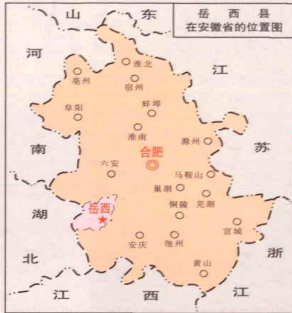 岳西县
在安徽省的位置图
山 东
河
江
淮北
亳州
宿州
阜阳
蚌埠
淮南
滁州
南
苏
合肥
六安
马鞍山
巢湖
芜湖
岳西
铜陵
湖
宣城
安庆
池州
浙
北
黄山
江 西
江